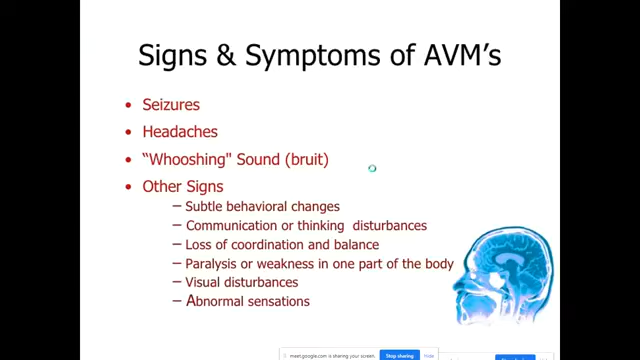 Signs & Symptoms of AVM's
• Seizures
• Headaches
• “Whooshing" Sound (bruit)
• Other Signs
– Subtle behavioral changes
– Communication or thinking disturbances
– Loss of coordination and balance
– Paralysis or weakness in one part of the body
– Visual disturbances
– Abnormal sensations
meet.google.com is sharing your screen. Stop sharing Hide